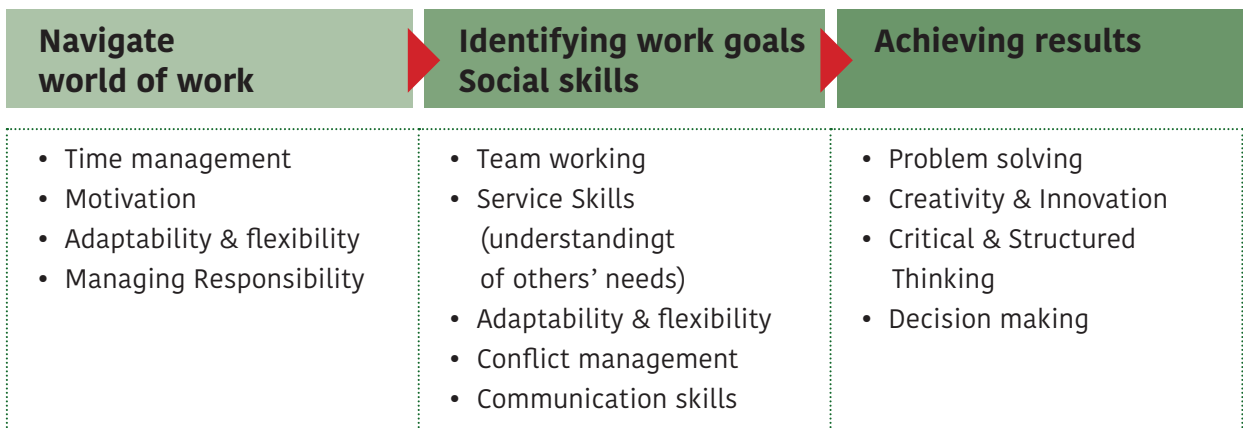 Navigate
world of work
• Time management
• Motivation
• Adaptability & flexibility
• Managing Responsibility
Identifying work goals
Social skills
• Team working
• Service Skills
(understandingt
of others’ needs)
• Adaptability & flexibility
• Conflict management
• Communication skills
Achieving results
• Problem solving
• Creativity & Innovation
• Critical & Structured
Thinking
• Decision making